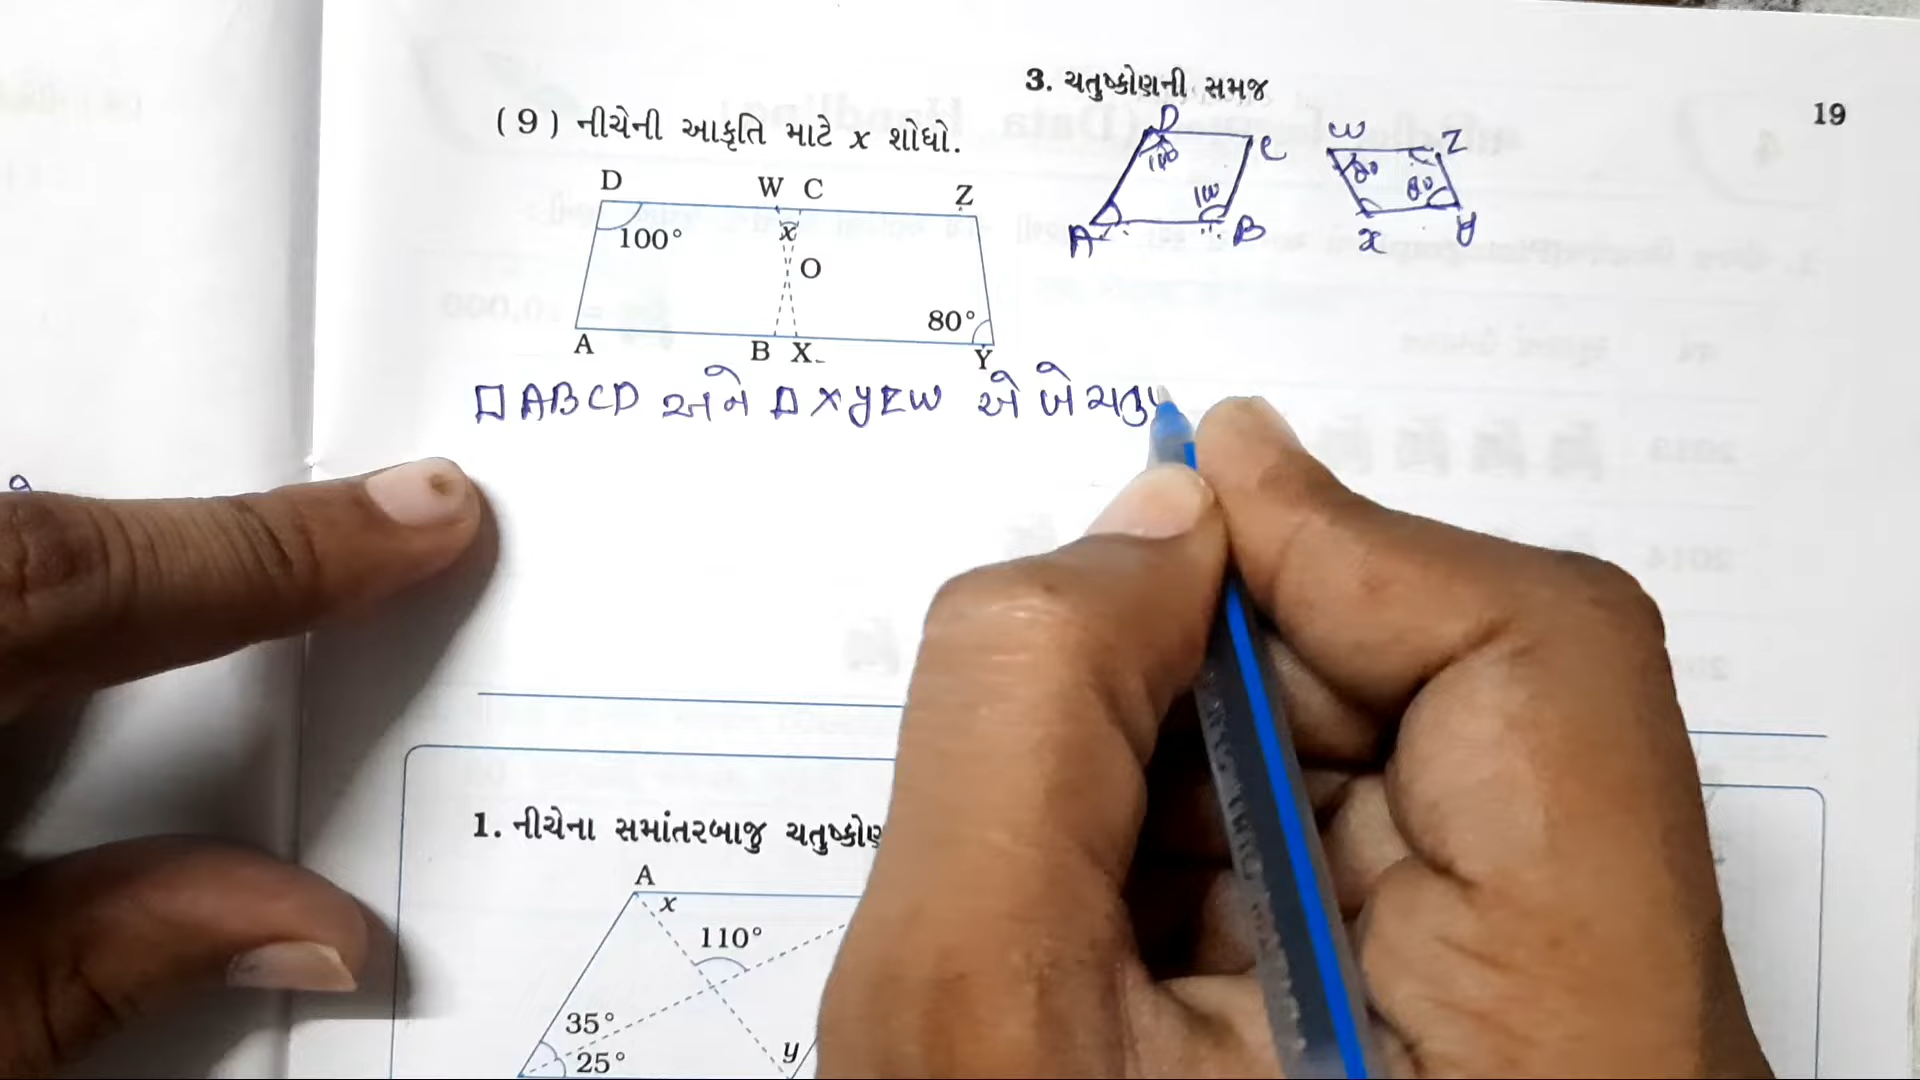 3. ચતુષ્કોણની સમજ
19
(9) નીચેની આકૃતિ માટે x શોધો.
D W C Z
100° x
O
80°
A B X Y
D C
100
100
A B
W Z
80 80
x y
□ABCD અને □XYZW એ બે ચતુ
1. નીચેના સમાંતરબાજુ ચતુષ્કોણ
A
x
110°
35°
25°
y